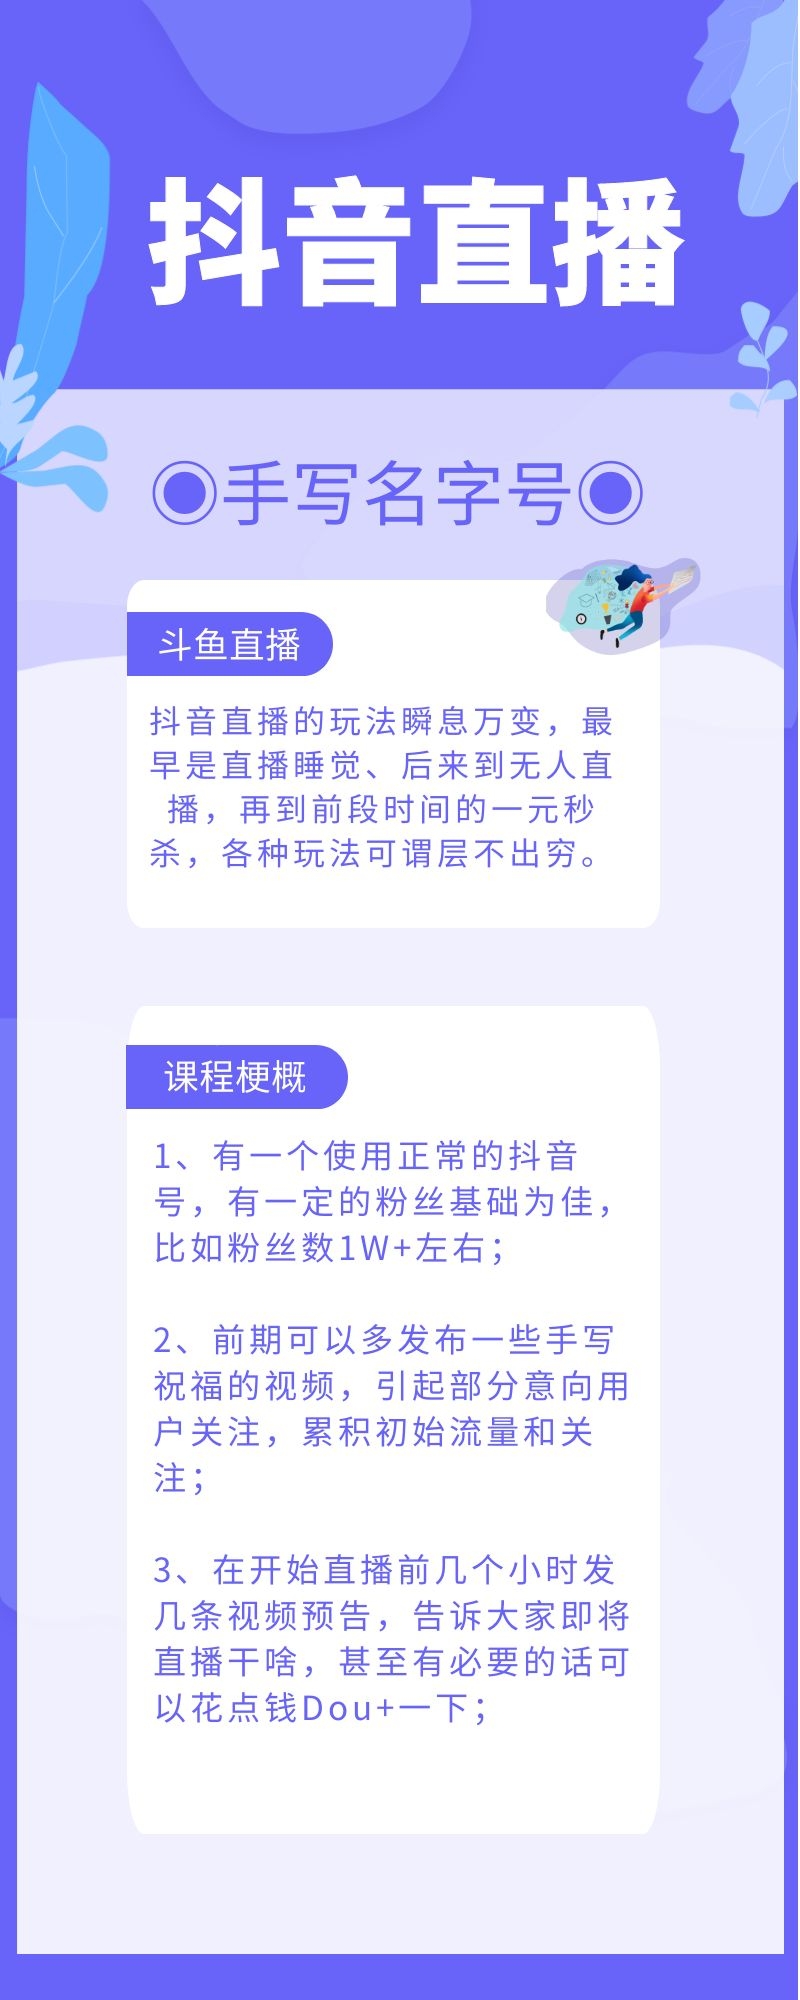 抖音直播
◉手写名字号◉
斗鱼直播
抖音直播的玩法瞬息万变，最
早是直播睡觉、后来到无人直
播，再到前段时间的一元秒
杀，各种玩法可谓层不出穷。
课程梗概
1、有一个使用正常的抖音
号，有一定的粉丝基础为佳，
比如粉丝数1W+左右；
2、前期可以多发布一些手写
祝福的视频，引起部分意向用
户关注，累积初始流量和关
注；
3、在开始直播前几个小时发
几条视频预告，告诉大家即将
直播干啥，甚至有必要的话可
以花点钱Dou+一下；